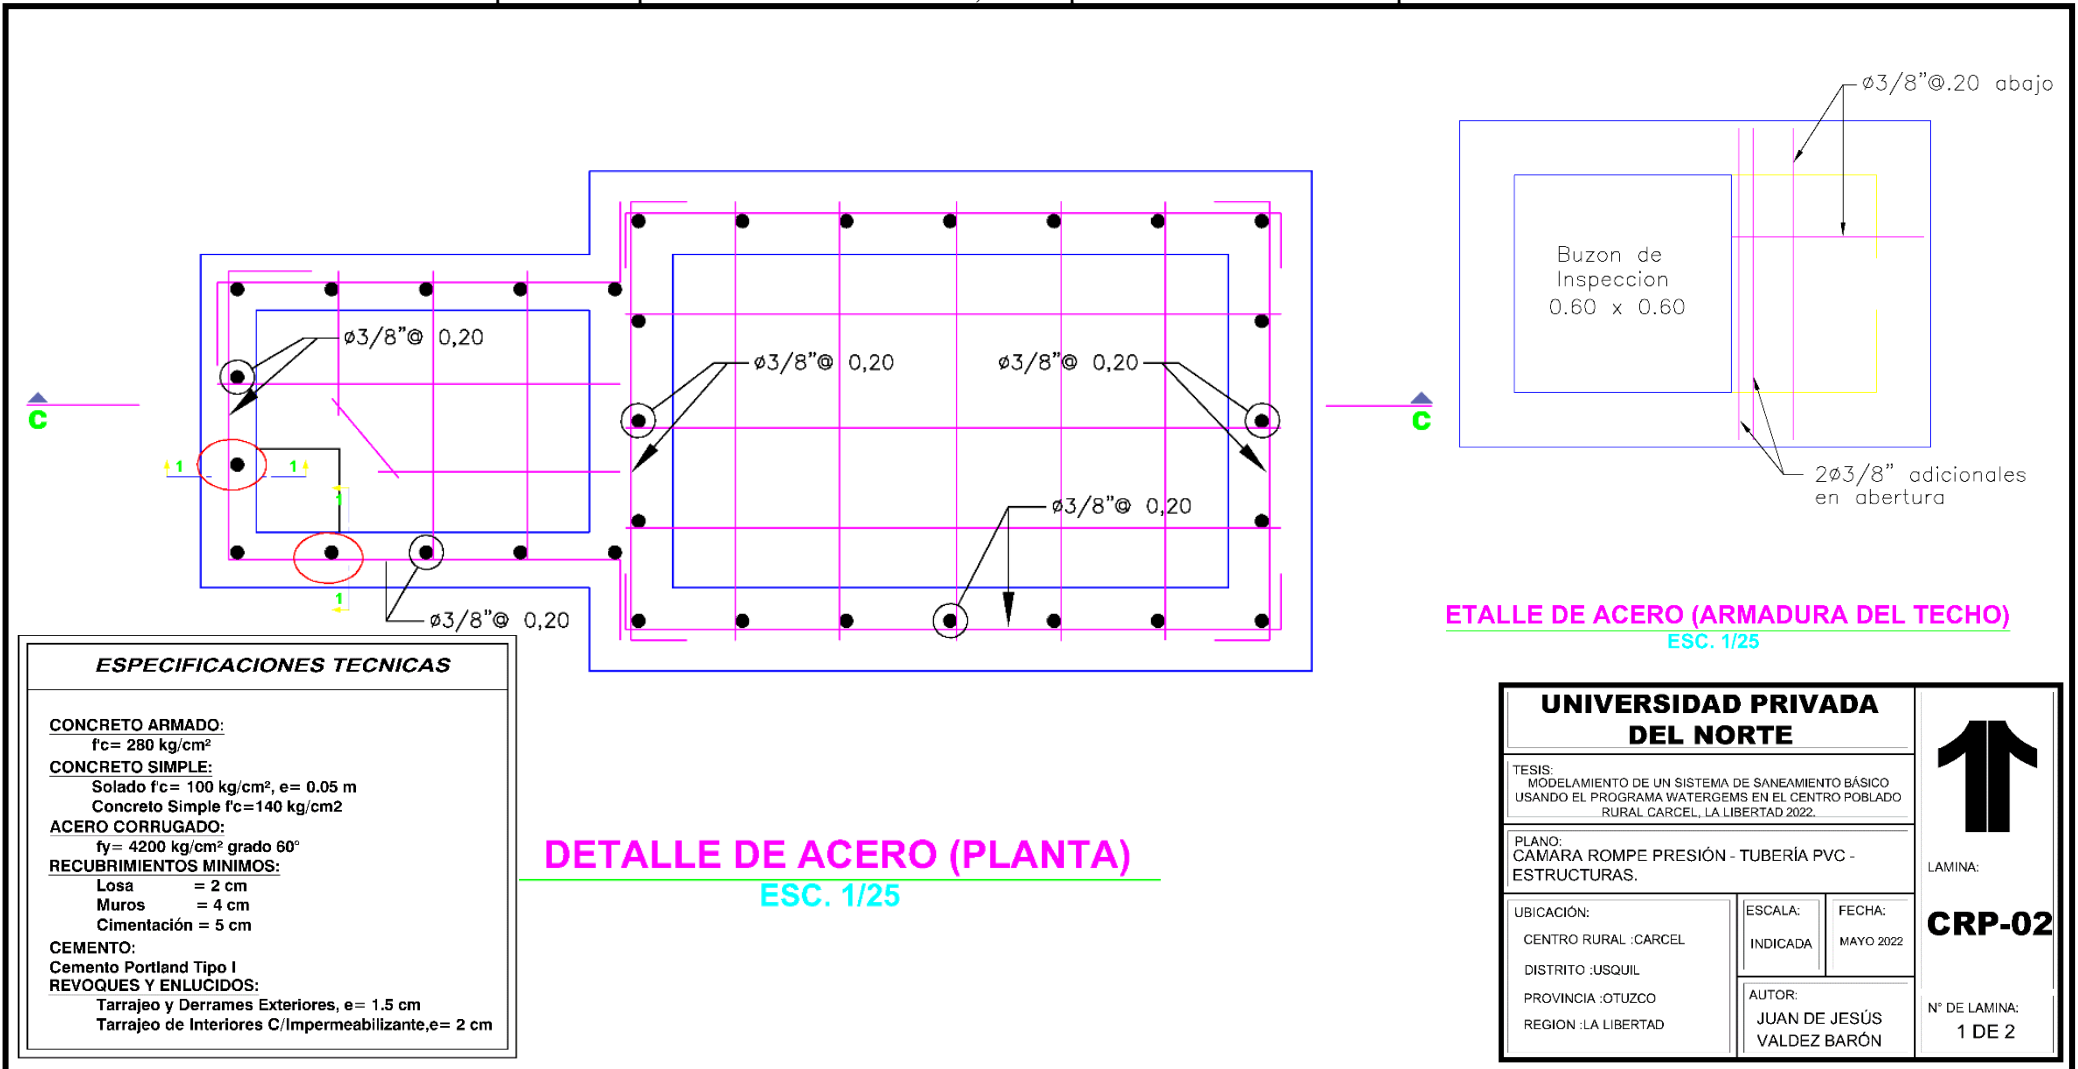 ø3/8"@.20 abajo
Buzon de
Inspeccion
0.60 x 0.60
2ø3/8" adicionales
en abertura
ETALLE DE ACERO (ARMADURA DEL TECHO)
ESC. 1/25
ø3/8"@ 0,20
ø3/8"@ 0,20
ø3/8"@ 0,20
ø3/8"@ 0,20
ø3/8"@ 0,20
C
C
1
1
1
1
DETALLE DE ACERO (PLANTA)
ESC. 1/25
ESPECIFICACIONES TECNICAS
CONCRETO ARMADO:
f'c= 280 kg/cm²
CONCRETO SIMPLE:
Solado f'c= 100 kg/cm², e= 0.05 m
Concreto Simple f'c=140 kg/cm2
ACERO CORRUGADO:
fy= 4200 kg/cm² grado 60°
RECUBRIMIENTOS MINIMOS:
Losa = 2 cm
Muros = 4 cm
Cimentación = 5 cm
CEMENTO:
Cemento Portland Tipo I
REVOQUES Y ENLUCIDOS:
Tarrajeo y Derrames Exteriores, e= 1.5 cm
Tarrajeo de Interiores C/Impermeabilizante,e= 2 cm
UNIVERSIDAD PRIVADA
DEL NORTE
TESIS:
MODELAMIENTO DE UN SISTEMA DE SANEAMIENTO BÁSICO
USANDO EL PROGRAMA WATERGEMS EN EL CENTRO POBLADO
RURAL CARCEL, LA LIBERTAD 2022.
PLANO:
CAMARA ROMPE PRESIÓN - TUBERÍA PVC -
ESTRUCTURAS.
UBICACIÓN:
CENTRO RURAL :CARCEL
DISTRITO :USQUIL
PROVINCIA :OTUZCO
REGION :LA LIBERTAD
ESCALA:
INDICADA
FECHA:
MAYO 2022
AUTOR:
JUAN DE JESÚS
VALDEZ BARÓN
LAMINA:
CRP-02
N° DE LAMINA:
1 DE 2